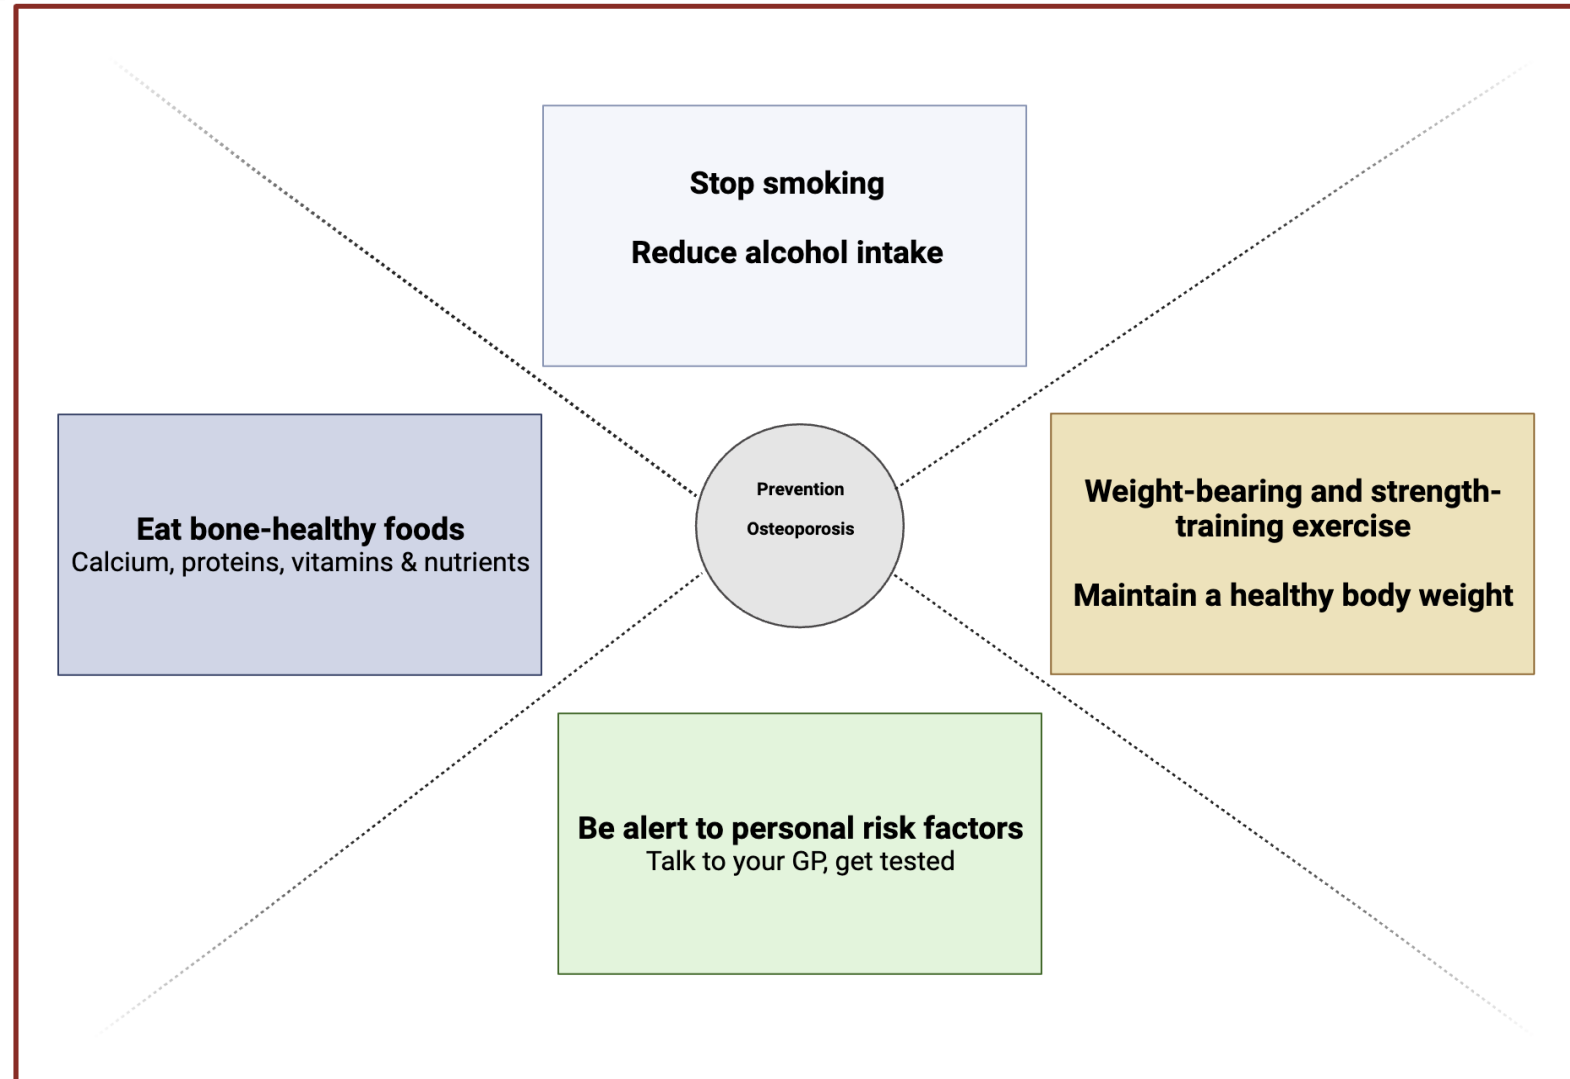 Stop smoking
Reduce alcohol intake
Eat bone-healthy foods
Calcium, proteins, vitamins & nutrients
Prevention
Osteoporosis
Weight-bearing and strength-
training exercise
Maintain a healthy body weight
Be alert to personal risk factors
Talk to your GP, get tested